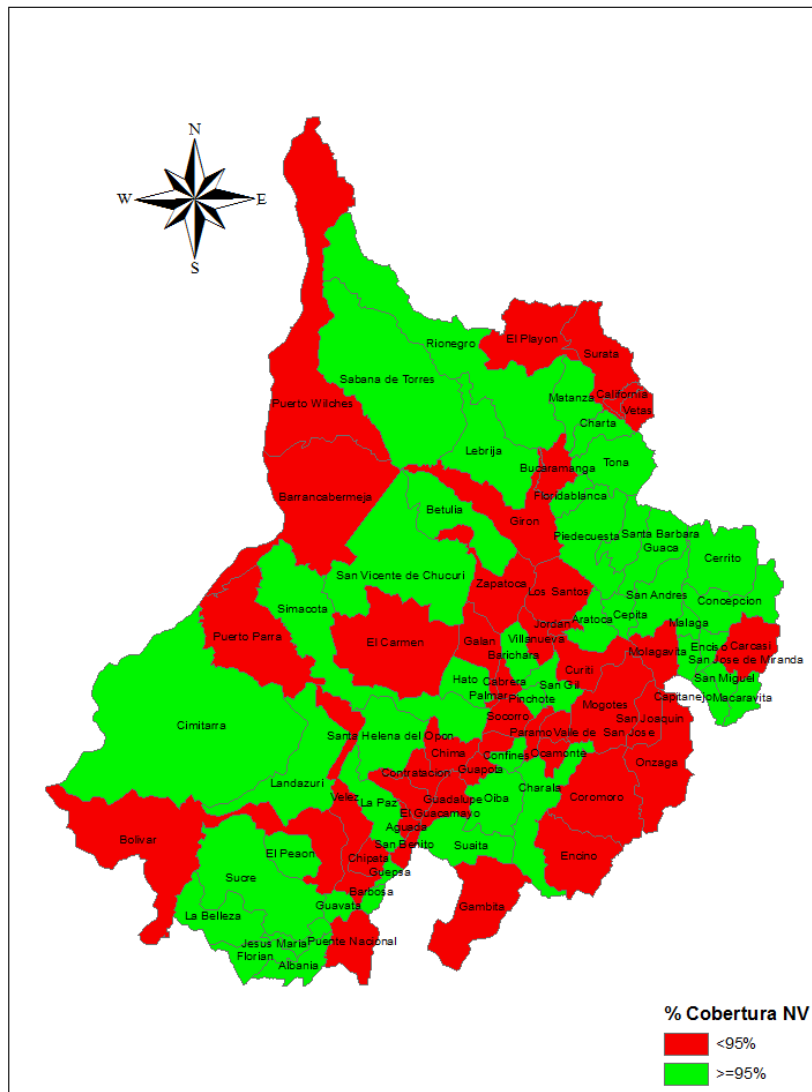 N
W E
S
Rionegro
El Playon
Surata
Sabana de Torres
Matanza
California
Vetas
Puerto Wilches
Charta
Lebrija
Tona
Bucaramanga
Barrancabermeja
Floridablanca
Betulia
Giron
Piedecuesta
Santa Barbara
Guaca
Cerrito
San Vicente de Chucuri
Zapatoca
Los Santos
San Andres
Concepcion
Simacota
Cepita
Aratoca
Malaga
Jordan
Puerto Parra
El Carmen
Galan
Villanueva
Barichara
Molagavita
Enciso
Carcasi
San Jose de Miranda
Curiti
Hato
Cabrera
San Gil
San Miguel
Palmar
Pinchote
Mogotes
Capitanejo
Macaravita
Socorro
San Joaquin
Cimitarra
Santa Helena del Opon
Paramo
Valle de San Jose
Chima
Confines
Ocamonte
Onzaga
Contratacion
Guapota
Landazuri
Velez
La Paz
Guadalupe
Oiba
Charala
Coromoro
El Guacamayo
Aguada
Bolivar
El Peaon
San Benito
Suaita
Chipata
Encino
Guepsa
Sucre
Barbosa
Guavata
Gambita
La Belleza
Jesus Maria
Puente Nacional
Florian
Albania
% Cobertura NV
<95%
>=95%